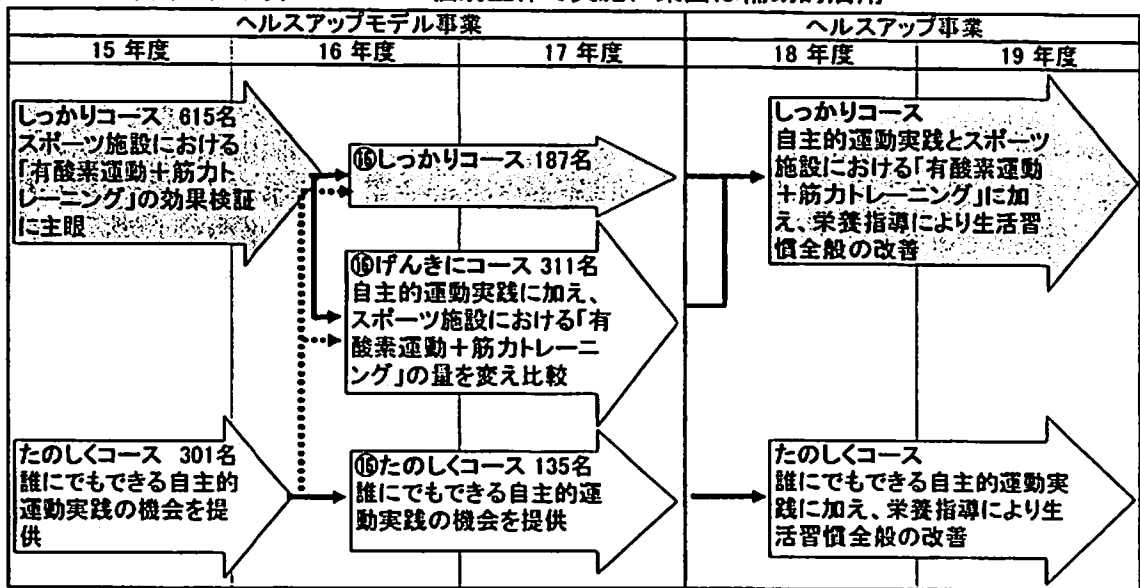 ヘルスアップモデル事業
ヘルスアップ事業
15 年度
16 年度
17 年度
18 年度
19 年度
しっかりコース 615名
スポーツ施設における
「有酸素運動+筋力ト
レーニング」の効果検証
に主眼
⑯しっかりコース 187名
⑯げんきにコース 311名
自主的運動実践に加え、
スポーツ施設における「有
酸素運動+筋力トレーニ
ング」の量を変え比較
しっかりコース
自主的運動実践とスポーツ
施設における「有酸素運動
+筋力トレーニング」に加
え、栄養指導により生活習
慣全般の改善
たのしくコース 301名
誰にでもできる自主的
運動実践の機会を提
供
⑯たのしくコース 135名
誰にでもできる自主的運
動実践の機会を提供
たのしくコース
誰にでもできる自主的運動実
践に加え、栄養指導により生
活習慣全般の改善